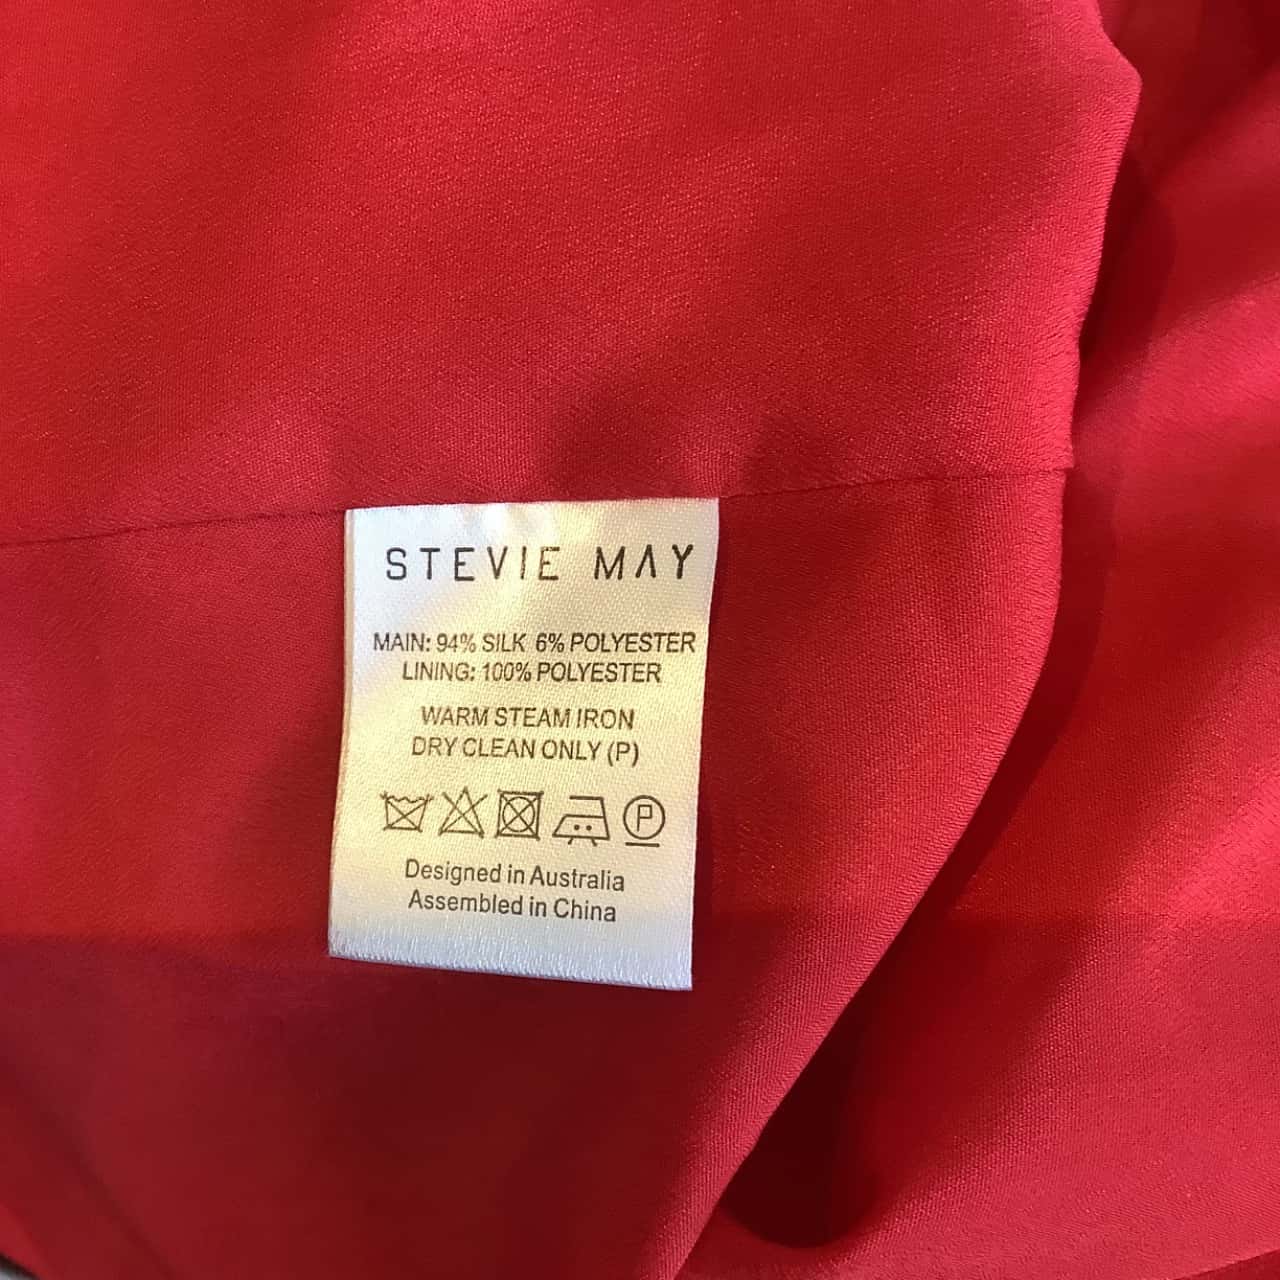 STEVIE MAY
MAIN: 94% SILK 6% POLYESTER
LINING: 100% POLYESTER
WARM STEAM IRON
DRY CLEAN ONLY (P)
P
Designed in Australia
Assembled in China